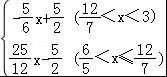 -5/6x+5/2 (12/7<x<3)
25/12x-5/2 (6/5<x≤12/7)